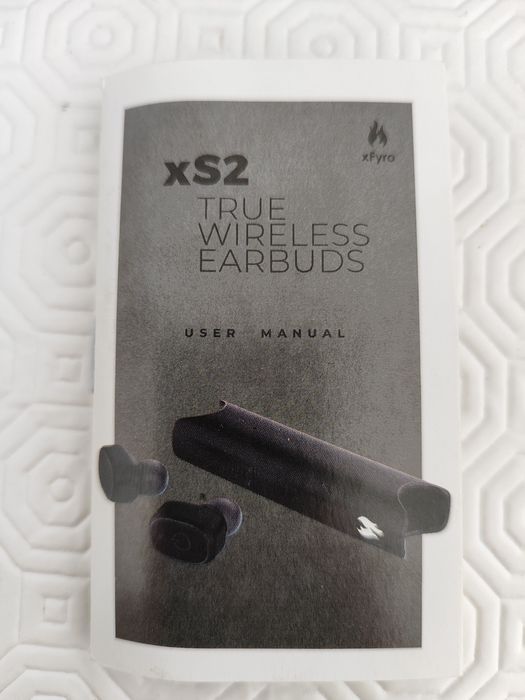 xFyro
xS2
TRUE
WIRELESS
EARBUDS
USER MANUAL